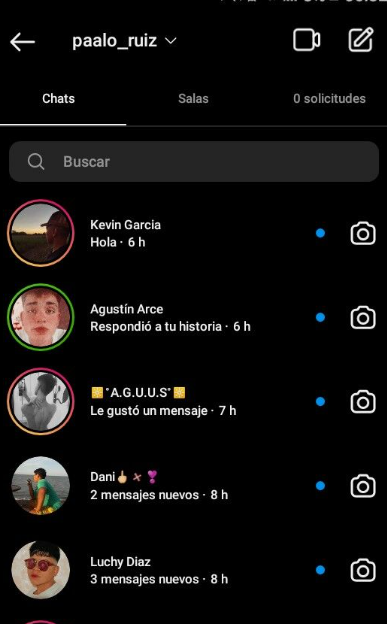 paalo_ruiz
Chats Salas 0 solicitudes
Buscar
Kevin Garcia
Hola · 6 h
Agustín Arce
Respondió a tu historia · 6 h
🌟˚A.G.U.U.S˚🌟
Le gustó un mensaje · 7 h
Dani🖕🏻✖️❣️
2 mensajes nuevos · 8 h
Luchy Diaz
3 mensajes nuevos · 8 h